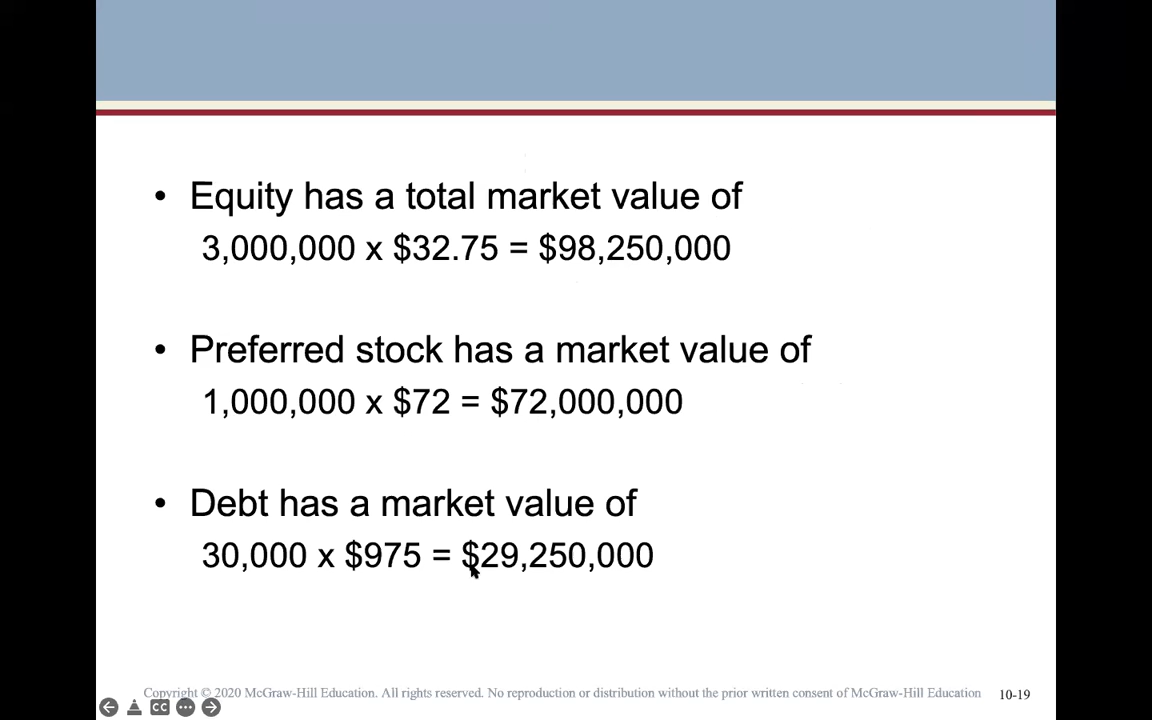 • Equity has a total market value of
3,000,000 x $32.75 = $98,250,000
• Preferred stock has a market value of
1,000,000 x $72 = $72,000,000
• Debt has a market value of
30,000 x $975 = $29,250,000
Copyright © 2020 McGraw-Hill Education. All rights reserved. No reproduction or distribution without the prior written consent of McGraw-Hill Education 10-19
CC